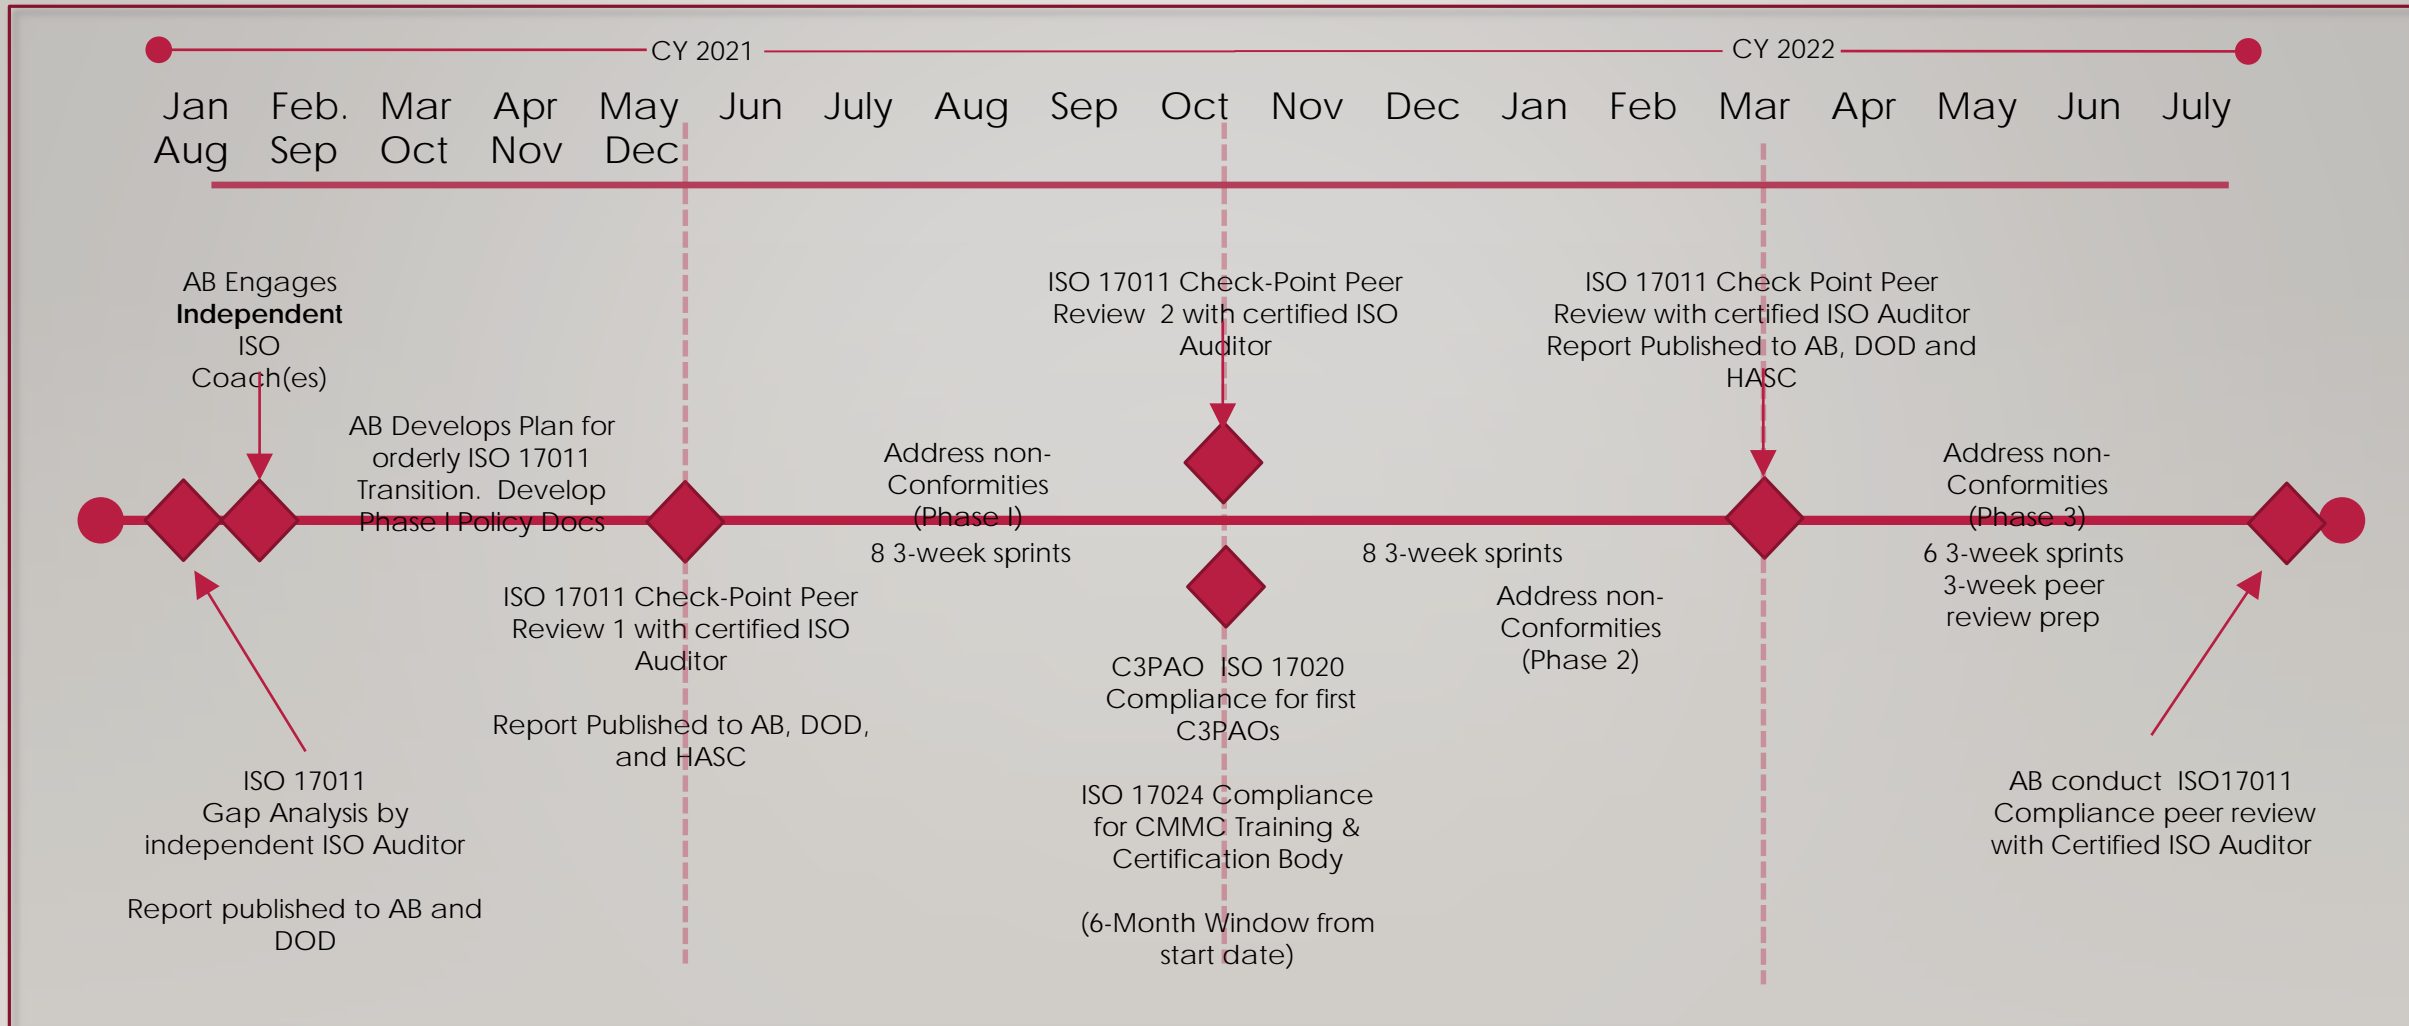 CY 2021
CY 2022
Jan Feb. Mar Apr May Jun July Aug Sep Oct Nov Dec Jan Feb Mar Apr May Jun July
Aug Sep Oct Nov Dec
AB Engages
Independent
ISO
Coach(es)
AB Develops Plan for
orderly ISO 17011
Transition. Develop
Phase I Policy Docs
ISO 17011
Gap Analysis by
independent ISO Auditor
Report published to AB and
DOD
ISO 17011 Check-Point Peer
Review 1 with certified ISO
Auditor
Report Published to AB, DOD,
and HASC
Address non-
Conformities
(Phase I)
8 3-week sprints
ISO 17011 Check-Point Peer
Review 2 with certified ISO
Auditor
C3PAO ISO 17020
Compliance for first
C3PAOs
ISO 17024 Compliance
for CMMC Training &
Certification Body
(6-Month Window from
start date)
8 3-week sprints
Address non-
Conformities
(Phase 2)
ISO 17011 Check Point Peer
Review with certified ISO Auditor
Report Published to AB, DOD and
HASC
Address non-
Conformities
(Phase 3)
6 3-week sprints
3-week peer
review prep
AB conduct ISO17011
Compliance peer review
with Certified ISO Auditor